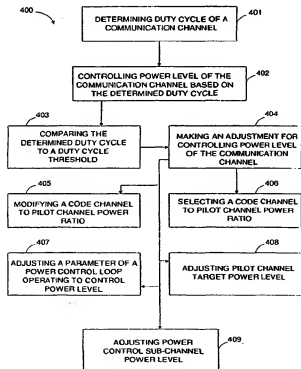 400
DETERMINING DUTY CYCLE OF A
COMMUNICATION CHANNEL
401
CONTROLLING POWER LEVEL OF THE
COMMUNICATION CHANNEL BASED ON
THE DETERMINED DUTY CYCLE
402
403
COMPARING THE
DETERMINED DUTY CYCLE
TO A DUTY CYCLE
THRESHOLD
404
MAKING AN ADJUSTMENT FOR
CONTROLLING POWER LEVEL
OF THE COMMUNICATION
CHANNEL
405
MODIFYING A CODE CHANNEL
TO PILOT CHANNEL POWER
RATIO
406
SELECTING A CODE CHANNEL
TO PILOT CHANNEL POWER
RATIO
407
ADJUSTING A PARAMETER OF A
POWER CONTROL LOOP
OPERATING TO CONTROL
POWER LEVEL
408
ADJUSTING PILOT CHANNEL
TARGET POWER LEVEL
ADJUSTING POWER
CONTROL SUB-CHANNEL
POWER LEVEL
409